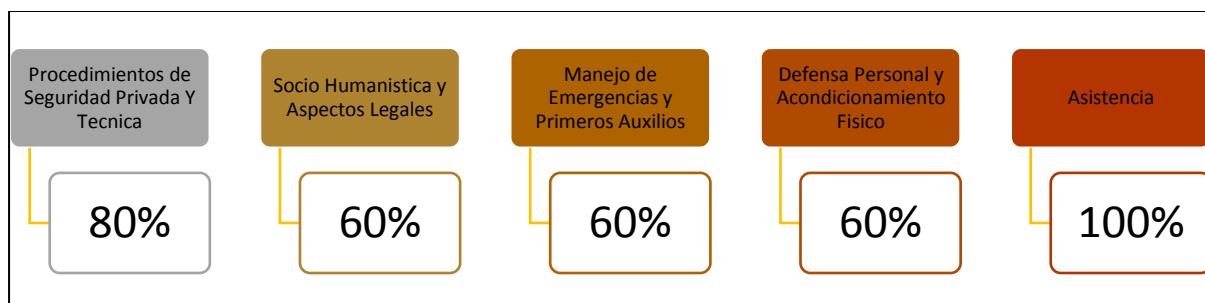 Procedimientos de
Seguridad Privada Y
Tecnica
80%
Socio Humanistica y
Aspectos Legales
60%
Manejo de
Emergencias y
Primeros Auxilios
60%
Defensa Personal y
Acondicionamiento
Fisico
60%
Asistencia
100%